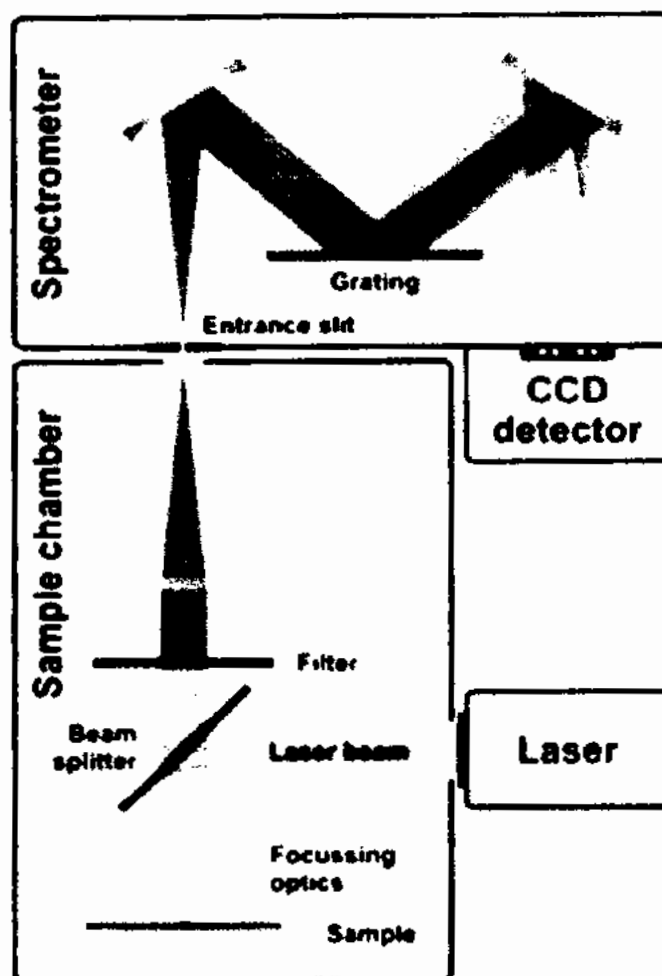 Spectrometer
Grating
Entrance slit
CCD
detector
Sample chamber
Filter
Beam
splitter
Laser beam
Laser
Focussing
optics
Sample